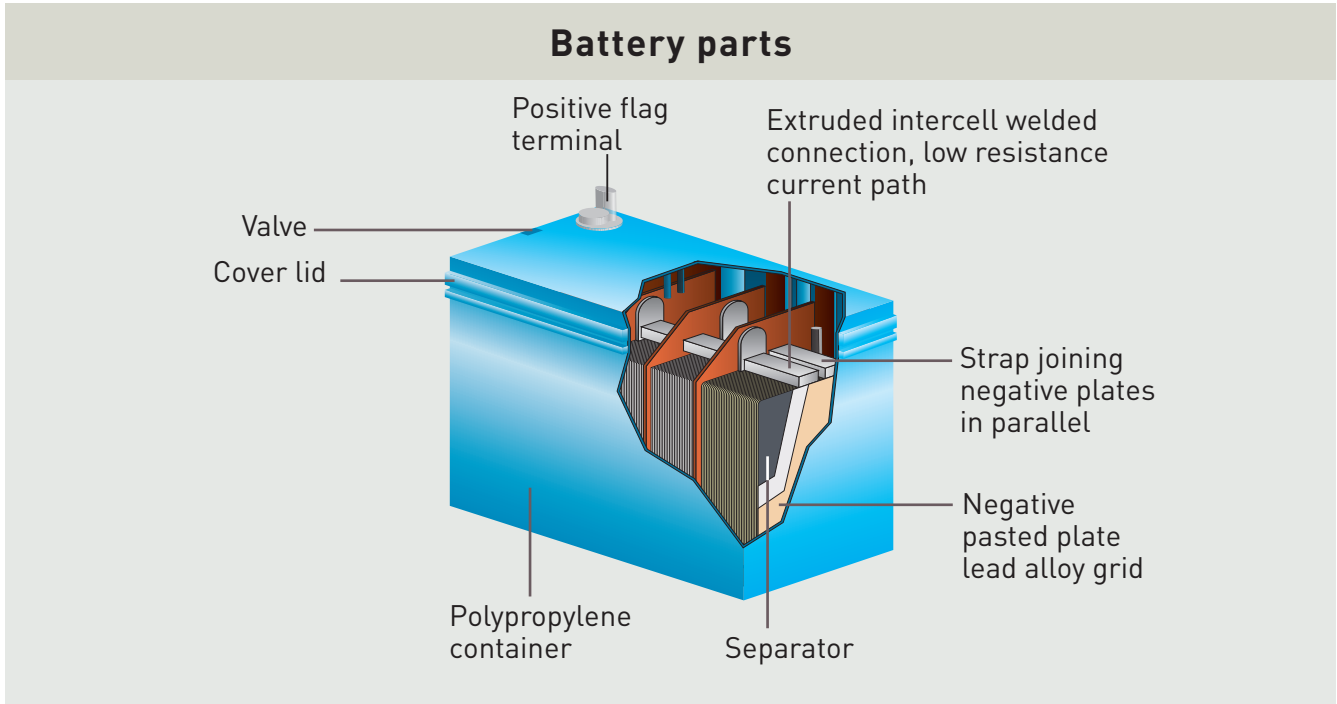 Battery parts
Positive flag
terminal
Extruded intercell welded
connection, low resistance
current path
Valve
Cover lid
Strap joining
negative plates
in parallel
Negative
pasted plate
lead alloy grid
Polypropylene
container
Separator